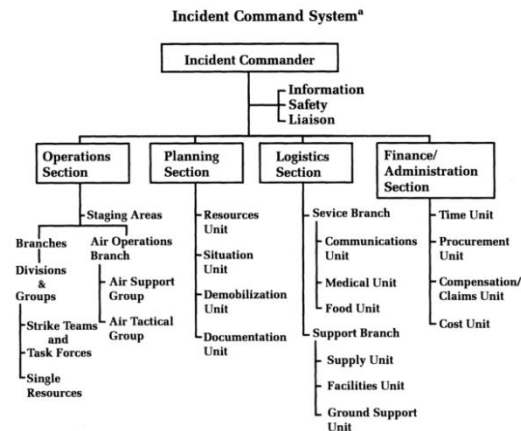 Incident Command Systemª
Incident Commander
Information
Safety
Liaison
Operations
Section
Staging Areas
Branches
Divisions
&
Groups
Strike Teams
and
Task Forces
Single
Resources
Air Operations
Branch
Air Support
Group
Air Tactical
Group
Planning
Section
Resources
Unit
Situation
Unit
Demobilization
Unit
Documentation
Unit
Logistics
Section
Sevice Branch
Communications
Unit
Medical Unit
Food Unit
Support Branch
Supply Unit
Facilities Unit
Ground Support
Unit
Finance/
Administration
Section
Time Unit
Procurement
Unit
Compensation/
Claims Unit
Cost Unit